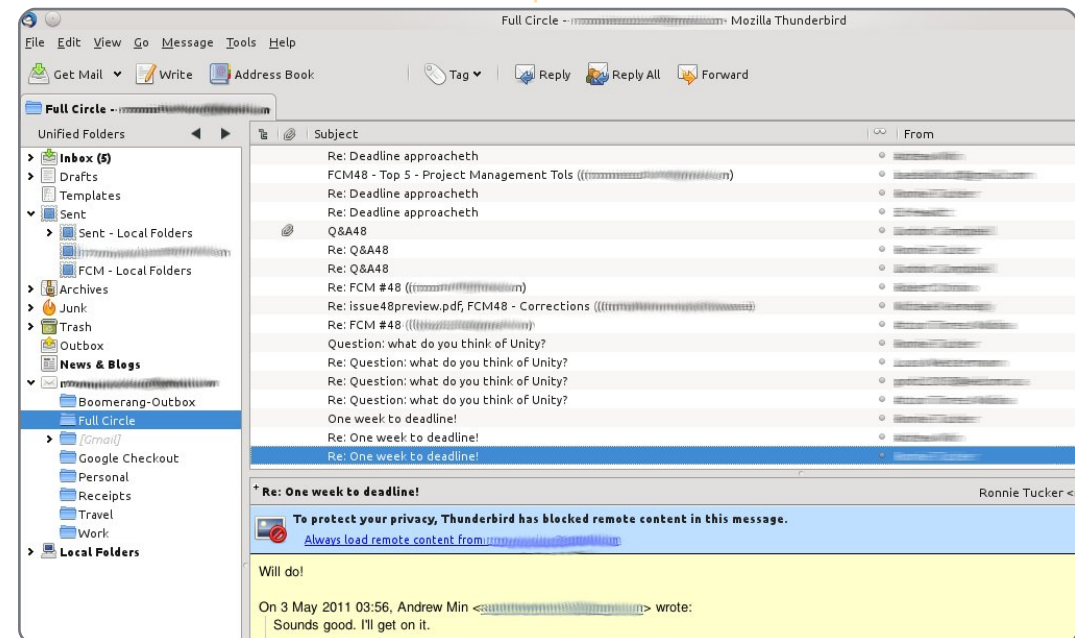 Full Circle - Mozilla Thunderbird
File Edit View Go Message Tools Help
Get Mail Write Address Book Tag Reply Reply All Forward
Full Circle -
Unified Folders
Inbox (5)
Drafts
Templates
Sent
Sent - Local Folders
FCM - Local Folders
Archives
Junk
Trash
Outbox
News & Blogs
Boomerang-Outbox
Full Circle
[Gmail]
Google Checkout
Personal
Receipts
Travel
Work
Local Folders
Subject From
Re: Deadline approacheth
FCM48 - Top 5 - Project Management Tols (( )
Re: Deadline approacheth
Re: Deadline approacheth
Q&A48
Re: Q&A48
Re: Q&A48
Re: FCM #48 (( )
Re: issue48preview.pdf, FCM48 - Corrections ((
Re: FCM #48 ((
Question: what do you think of Unity?
Re: Question: what do you think of Unity?
Re: Question: what do you think of Unity?
Re: Question: what do you think of Unity?
One week to deadline!
Re: One week to deadline!
Re: One week to deadline!
Re: One week to deadline! Ronnie Tucker <
To protect your privacy, Thunderbird has blocked remote content in this message.
Always load remote content from
Will do!
On 3 May 2011 03:56, Andrew Min < > wrote:
Sounds good. I'll get on it.